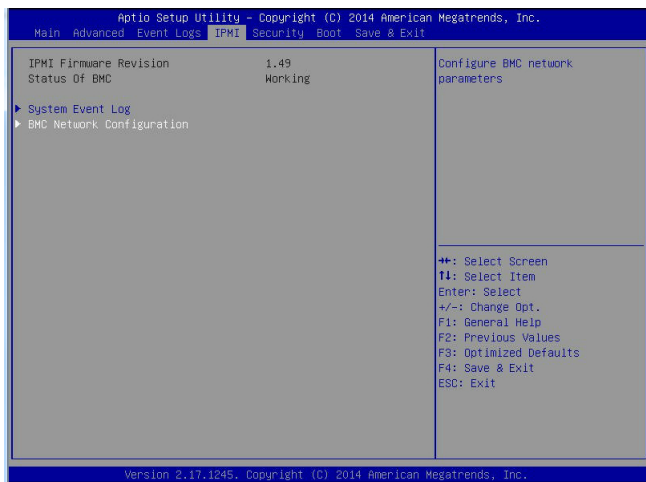 Aptio Setup Utility – Copyright (C) 2014 American Megatrends, Inc.
Main Advanced Event Logs IPMI Security Boot Save & Exit
IPMI Firmware Revision 1.49
Status Of BMC Working
System Event Log
BMC Network Configuration
Configure BMC network
parameters
→←: Select Screen
↑↓: Select Item
Enter: Select
+/-: Change Opt.
F1: General Help
F2: Previous Values
F3: Optimized Defaults
F4: Save & Exit
ESC: Exit
Version 2.17.1245. Copyright (C) 2014 American Megatrends, Inc.